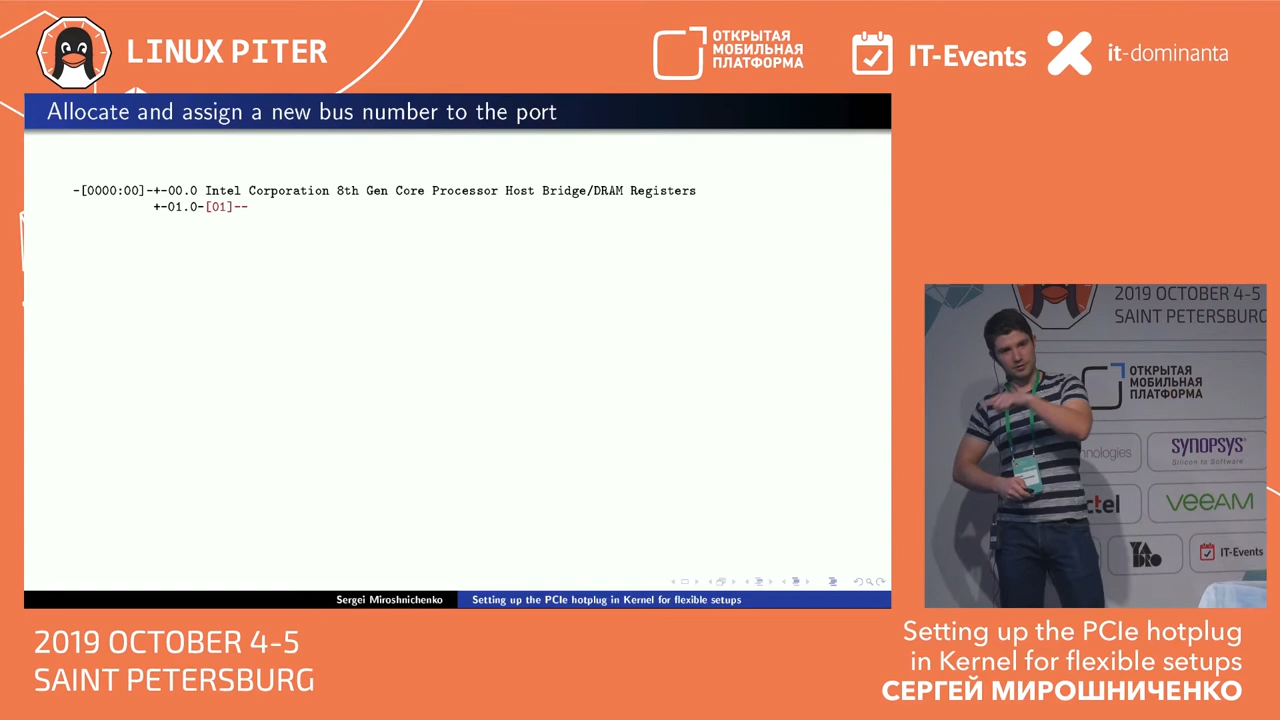 LINUX PITER
ОТКРЫТАЯ
МОБИЛЬНАЯ
ПЛАТФОРМА
IT-Events
it-dominanta
Allocate and assign a new bus number to the port
-[0000:00]-+-00.0 Intel Corporation 8th Gen Core Processor Host Bridge/DRAM Registers
+-01.0-[01]--
Sergei Miroshnichenko
Setting up the PCIe hotplug in Kernel for flexible setups
2019 OCTOBER 4-5
SAINT PETERSBURG
ОТКРЫТАЯ
МОБИЛЬНАЯ
ПЛАТФОРМА
SYNOPSYS
Silicon to Software
VEEAM
YADRO
IT-Events
2019 OCTOBER 4-5
SAINT PETERSBURG
Setting up the PCIe hotplug
in Kernel for flexible setups
СЕРГЕЙ МИРОШНИЧЕНКО